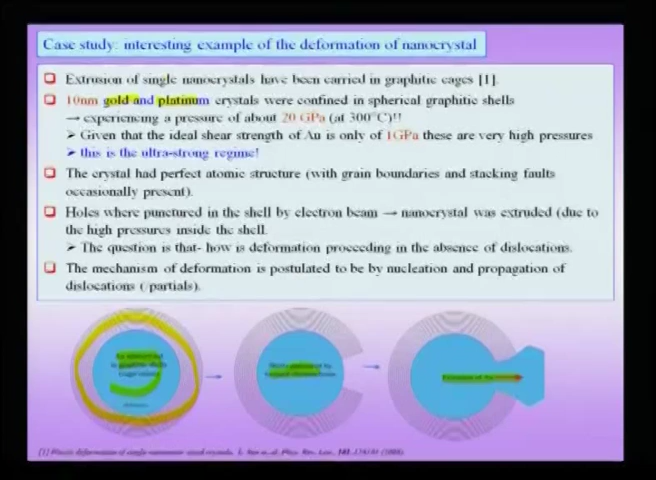 Case study: interesting example of the deformation of nanocrystal
Extrusion of single nanocrystals have been carried in graphitic cages [1].
10nm gold and platinum crystals were confined in spherical graphitic shells
→ experiencing a pressure of about 20 GPa (at 300°C)!!
➢ Given that the ideal shear strength of Au is only of 1GPa these are very high pressures
➢ this is the ultra-strong regime!
The crystal had perfect atomic structure (with grain boundaries and stacking faults
occasionally present).
Holes where punctured in the shell by electron beam → nanocrystal was extruded (due to
the high pressures inside the shell.
➢ The question is that- how is deformation proceeding in the absence of dislocations.
The mechanism of deformation is postulated to be by nucleation and propagation of
dislocations (/partials).
[1] Plastic deformation of single nanometer sized crystals, L. Sun et al. Phys. Rev. Lett., 101